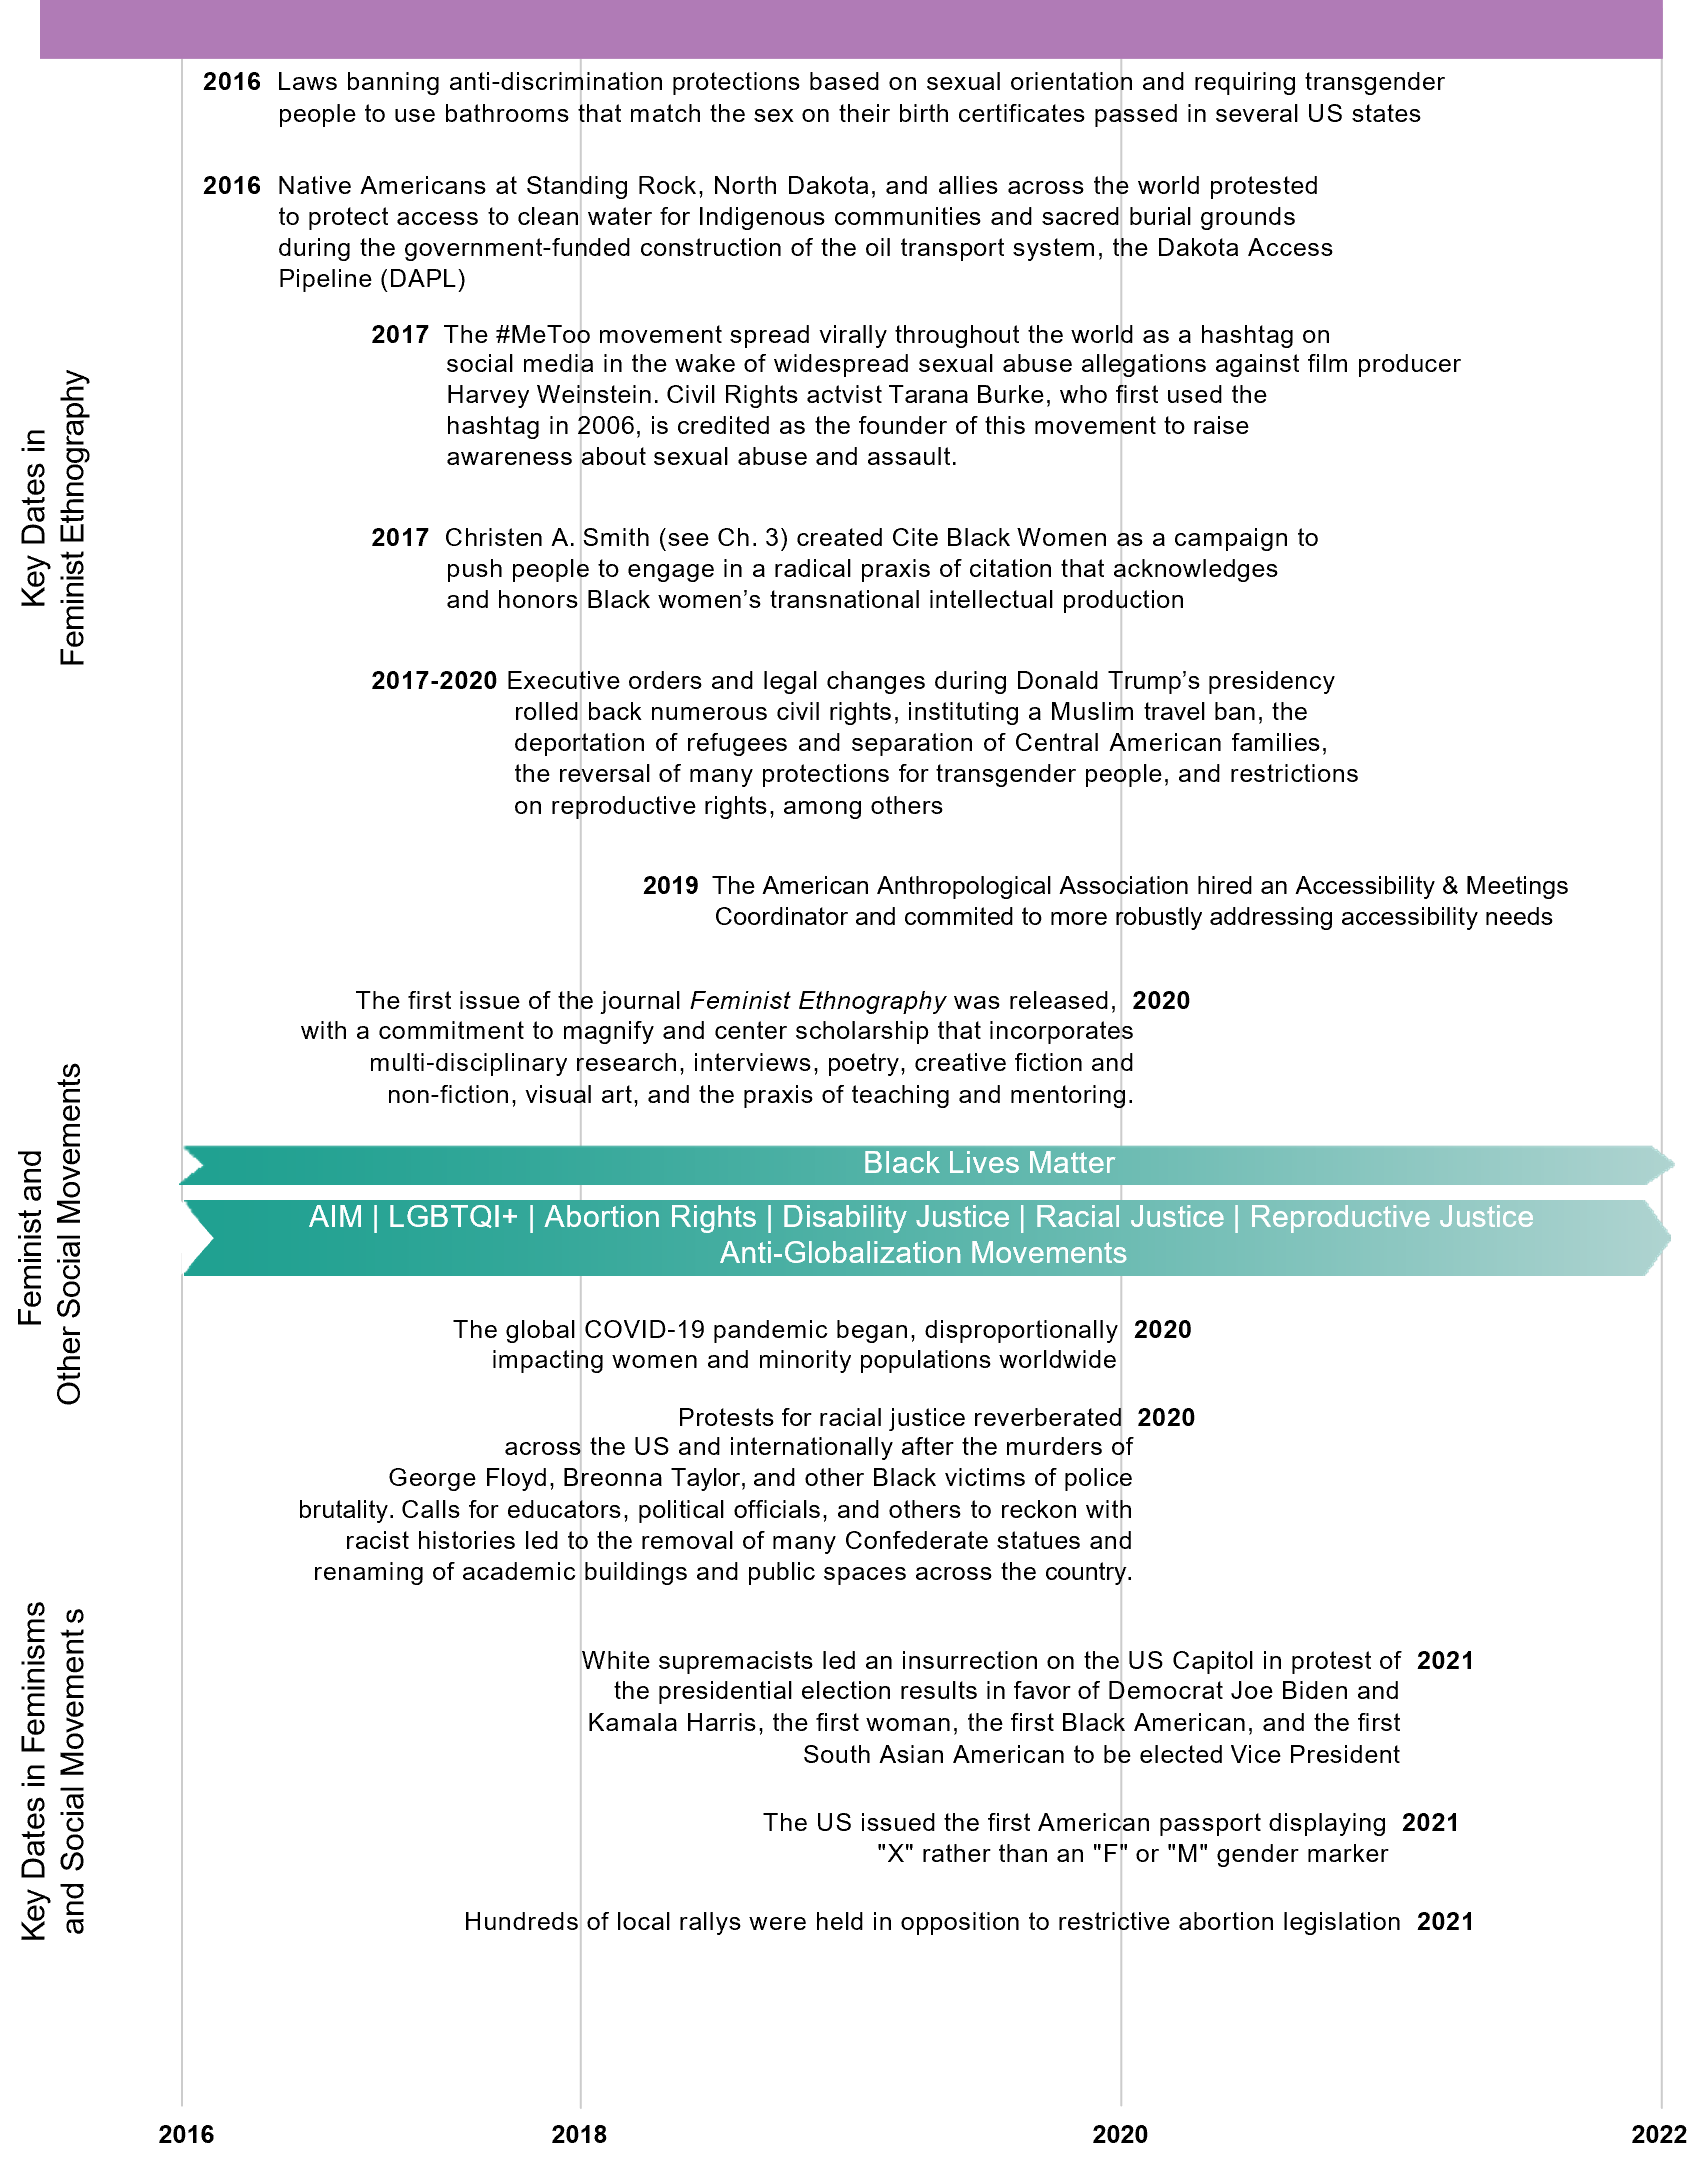 2016 Laws banning anti-discrimination protections based on sexual orientation and requiring transgender
people to use bathrooms that match the sex on their birth certificates passed in several US states
2016 Native Americans at Standing Rock, North Dakota, and allies across the world protested
to protect access to clean water for Indigenous communities and sacred burial grounds
during the government-funded construction of the oil transport system, the Dakota Access
Pipeline (DAPL)
2017 The #MeToo movement spread virally throughout the world as a hashtag on
social media in the wake of widespread sexual abuse allegations against film producer
Harvey Weinstein. Civil Rights actvist Tarana Burke, who first used the
hashtag in 2006, is credited as the founder of this movement to raise
awareness about sexual abuse and assault.
2017 Christen A. Smith (see Ch. 3) created Cite Black Women as a campaign to
push people to engage in a radical praxis of citation that acknowledges
and honors Black women’s transnational intellectual production
2017-2020 Executive orders and legal changes during Donald Trump’s presidency
rolled back numerous civil rights, instituting a Muslim travel ban, the
deportation of refugees and separation of Central American families,
the reversal of many protections for transgender people, and restrictions
on reproductive rights, among others
2019 The American Anthropological Association hired an Accessibility & Meetings
Coordinator and commited to more robustly addressing accessibility needs
The first issue of the journal Feminist Ethnography was released, 2020
with a commitment to magnify and center scholarship that incorporates
multi-disciplinary research, interviews, poetry, creative fiction and
non-fiction, visual art, and the praxis of teaching and mentoring.
Key Dates in
Feminist Ethnography
Black Lives Matter
AIM | LGBTQI+ | Abortion Rights | Disability Justice | Racial Justice | Reproductive Justice
Anti-Globalization Movements
Feminist and
Other Social Movements
The global COVID-19 pandemic began, disproportionally 2020
impacting women and minority populations worldwide
Protests for racial justice reverberated 2020
across the US and internationally after the murders of
George Floyd, Breonna Taylor, and other Black victims of police
brutality. Calls for educators, political officials, and others to reckon with
racist histories led to the removal of many Confederate statues and
renaming of academic buildings and public spaces across the country.
White supremacists led an insurrection on the US Capitol in protest of 2021
the presidential election results in favor of Democrat Joe Biden and
Kamala Harris, the first woman, the first Black American, and the first
South Asian American to be elected Vice President
The US issued the first American passport displaying 2021
"X" rather than an "F" or "M" gender marker
Hundreds of local rallys were held in opposition to restrictive abortion legislation 2021
Key Dates in Feminisms
and Social Movements
2016 2018 2020 2022